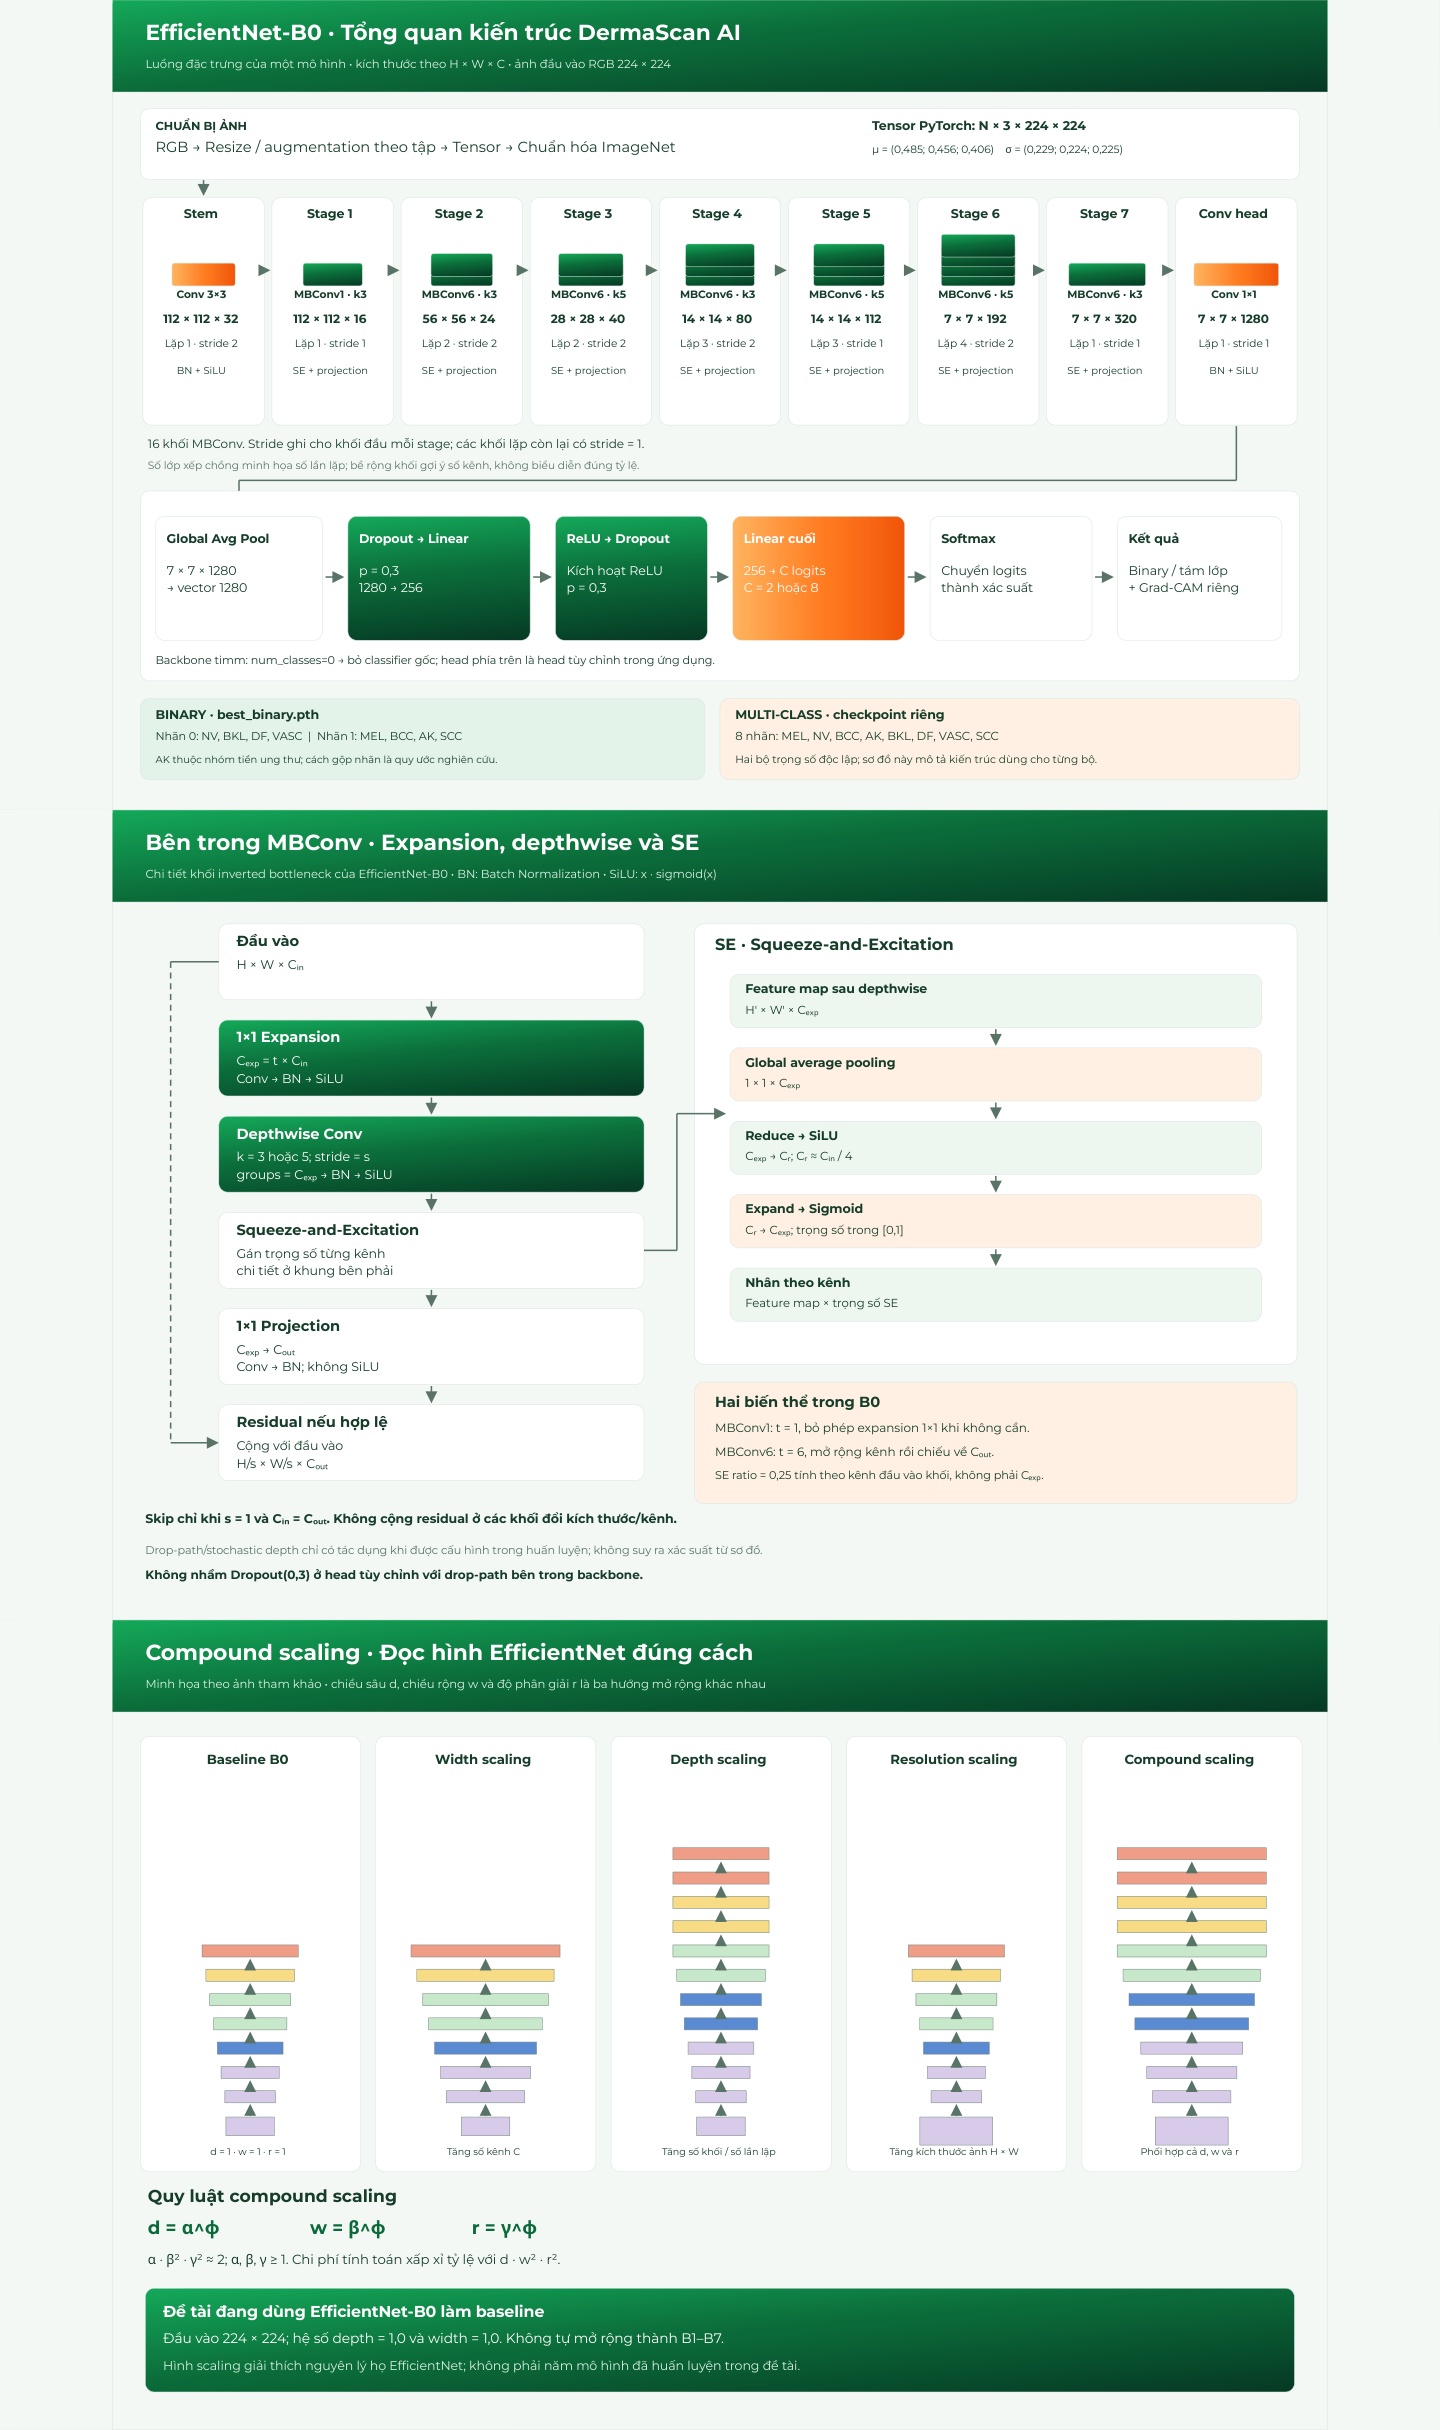 EfficientNet-B0 · Tổng quan kiến trúc DermaScan AI
Luồng đặc trưng của một mô hình • kích thước theo H × W × C • ảnh đầu vào RGB 224 × 224
CHUẨN BỊ ẢNH
RGB → Resize / augmentation theo tập → Tensor → Chuẩn hóa ImageNet
Tensor PyTorch: N × 3 × 224 × 224
μ = (0,485; 0,456; 0,406) σ = (0,229; 0,224; 0,225)
Stem
Conv 3×3
112 × 112 × 32
Lặp 1 · stride 2
BN + SiLU
Stage 1
MBConv1 · k3
112 × 112 × 16
Lặp 1 · stride 1
SE + projection
Stage 2
MBConv6 · k3
56 × 56 × 24
Lặp 2 · stride 2
SE + projection
Stage 3
MBConv6 · k5
28 × 28 × 40
Lặp 2 · stride 2
SE + projection
Stage 4
MBConv6 · k3
14 × 14 × 80
Lặp 3 · stride 2
SE + projection
Stage 5
MBConv6 · k5
14 × 14 × 112
Lặp 3 · stride 1
SE + projection
Stage 6
MBConv6 · k5
7 × 7 × 192
Lặp 4 · stride 2
SE + projection
Stage 7
MBConv6 · k3
7 × 7 × 320
Lặp 1 · stride 1
SE + projection
Conv head
Conv 1×1
7 × 7 × 1280
Lặp 1 · stride 1
BN + SiLU
16 khối MBConv. Stride ghi cho khối đầu mỗi stage; các khối lặp còn lại có stride = 1.
Số lớp xếp chồng minh họa số lần lặp; bề rộng khối gợi ý số kênh, không biểu diễn đúng tỷ lệ.
Global Avg Pool
7 × 7 × 1280
→ vector 1280
Dropout → Linear
p = 0,3
1280 → 256
ReLU → Dropout
Kích hoạt ReLU
p = 0,3
Linear cuối
256 → C logits
C = 2 hoặc 8
Softmax
Chuyển logits
thành xác suất
Kết quả
Binary / tám lớp
+ Grad-CAM riêng
Backbone timm: num_classes=0 → bỏ classifier gốc; head phía trên là head tùy chỉnh trong ứng dụng.
BINARY · best_binary.pth
Nhãn 0: NV, BKL, DF, VASC | Nhãn 1: MEL, BCC, AK, SCC
AK thuộc nhóm tiền ung thư; cách gộp nhãn là quy ước nghiên cứu.
MULTI-CLASS · checkpoint riêng
8 nhãn: MEL, NV, BCC, AK, BKL, DF, VASC, SCC
Hai bộ trọng số độc lập; sơ đồ này mô tả kiến trúc dùng cho từng bộ.
Bên trong MBConv · Expansion, depthwise và SE
Chi tiết khối inverted bottleneck của EfficientNet-B0 • BN: Batch Normalization • SiLU: x · sigmoid(x)
Đầu vào
H × W × Cᵢₙ
1×1 Expansion
Cₑₓₚ = t × Cᵢₙ
Conv → BN → SiLU
Depthwise Conv
k = 3 hoặc 5; stride = s
groups = Cₑₓₚ → BN → SiLU
Squeeze-and-Excitation
Gán trọng số từng kênh
chi tiết ở khung bên phải
1×1 Projection
Cₑₓₚ → Cₒᵤₜ
Conv → BN; không SiLU
Residual nếu hợp lệ
Cộng với đầu vào
H/s × W/s × Cₒᵤₜ
SE · Squeeze-and-Excitation
Feature map sau depthwise
H' × W' × Cₑₓₚ
Global average pooling
1 × 1 × Cₑₓₚ
Reduce → SiLU
Cₑₓₚ → Cᵣ; Cᵣ ≈ Cᵢₙ / 4
Expand → Sigmoid
Cᵣ → Cₑₓₚ; trọng số trong [0,1]
Nhân theo kênh
Feature map × trọng số SE
Hai biến thể trong B0
MBConv1: t = 1, bỏ phép expansion 1×1 khi không cần.
MBConv6: t = 6, mở rộng kênh rồi chiếu về Cₒᵤₜ.
SE ratio = 0,25 tính theo kênh đầu vào khối, không phải Cₑₓₚ.
Skip chỉ khi s = 1 và Cᵢₙ = Cₒᵤₜ. Không cộng residual ở các khối đổi kích thước/kênh.
Drop-path/stochastic depth chỉ có tác dụng khi được cấu hình trong huấn luyện; không suy ra xác suất từ sơ đồ.
Không nhầm Dropout(0,3) ở head tùy chỉnh với drop-path bên trong backbone.
Compound scaling · Đọc hình EfficientNet đúng cách
Minh họa theo ảnh tham khảo • chiều sâu d, chiều rộng w và độ phân giải r là ba hướng mở rộng khác nhau
Baseline B0
d = 1 · w = 1 · r = 1
Width scaling
Tăng số kênh C
Depth scaling
Tăng số khối / số lần lặp
Resolution scaling
Tăng kích thước ảnh H × W
Compound scaling
Phối hợp cả d, w và r
Quy luật compound scaling
d = α^ϕ w = β^ϕ r = γ^ϕ
α · β² · γ² ≈ 2; α, β, γ ≥ 1. Chi phí tính toán xấp xỉ tỷ lệ với d · w² · r².
Đề tài đang dùng EfficientNet-B0 làm baseline
Đầu vào 224 × 224; hệ số depth = 1,0 và width = 1,0. Không tự mở rộng thành B1–B7.
Hình scaling giải thích nguyên lý họ EfficientNet; không phải năm mô hình đã huấn luyện trong đề tài.